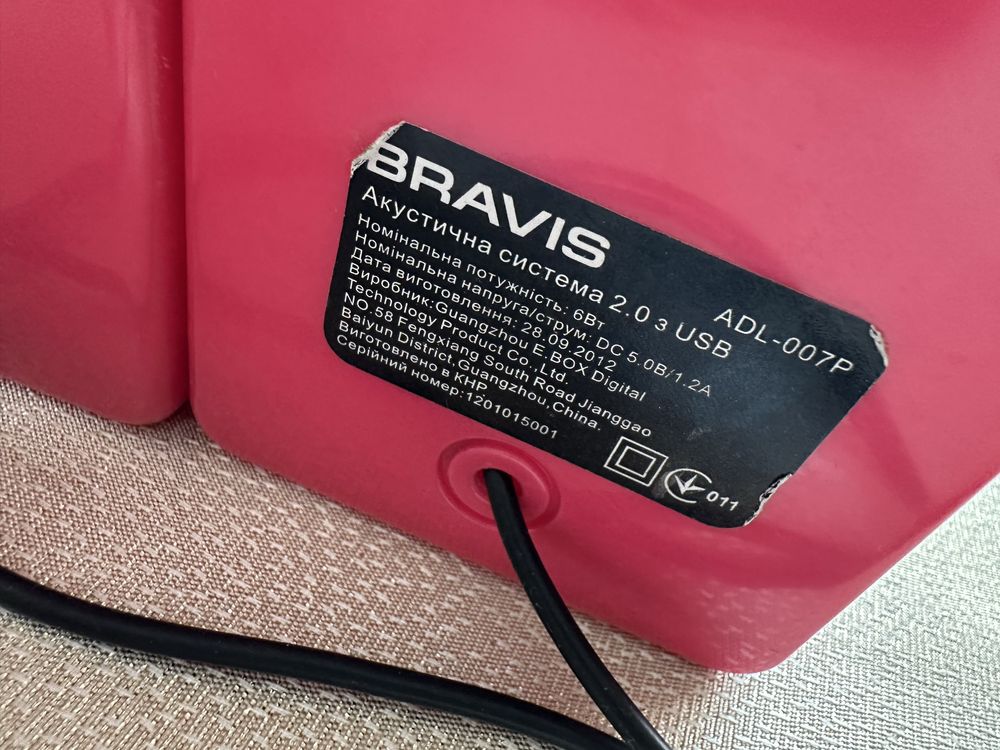 BRAVIS
Акустична система 2.0 з USB ADL-007P
Номінальна потужність: 6Вт
Номінальна напруга/струм: DC 5.0В/1.2А
Дата виготовлення: 28.09.2012
Виробник:Guangzhou E.BOX Digital
Technology Product Co.,Ltd.
NO.58 Fengxiang South Road Jianggao
Baiyun District,Guangzhou,China.
Виготовлено в КНР
Серійний номер:1201015001
011